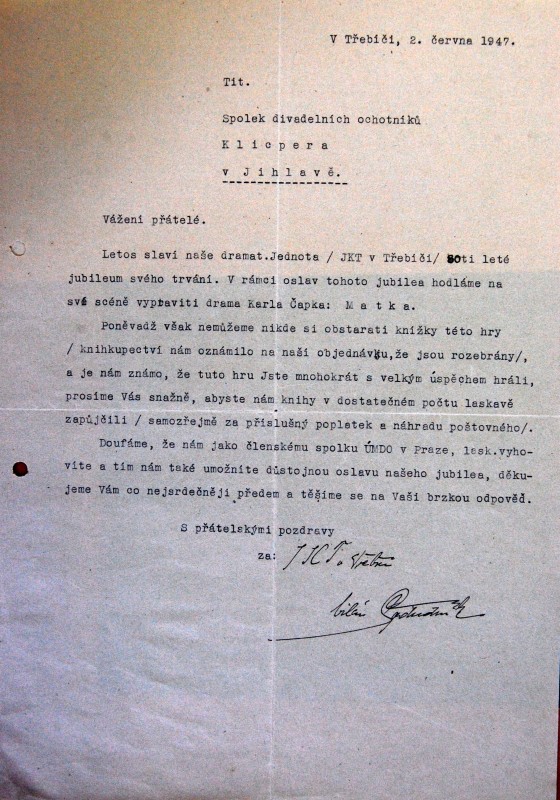 V Třebíči, 2. června 1947.
Tit.
Spolek divadelních ochotníků
K l i c p e r a
v J i h l a v ě.
Vážení přátelé.
Letos slaví naše dramat.Jednota / JKT v Třebíči/ 80ti leté
jubileum svého trvání. V rámci oslav tohoto jubilea hodláme na
své scéně vypraviti drama Karla Čapka: M a t k a.
Poněvadž však nemůžeme nikde si obstarati knížky této hry
/ knihkupectví nám oznámilo na naši objednávku,že jsou rozebrány/,
a je nám známo, že tuto hru Jste mnohokrát s velkým úspěchem hráli,
prosíme Vás snažně, abyste nám knihy v dostatečném počtu laskavě
zapůjčili / samozřejmě za příslušný poplatek a náhradu poštovného/.
Doufáme, že nám jako členskému spolku ÚMDO v Praze, lask.vyho-
víte a tím nám také umožníte důstojnou oslavu našeho jubilea, děku-
jeme Vám co nejsrdečněji předem a těšíme se na Vaši brzkou odpověď.
S přátelskými pozdravy
za: JKT v Třebíči